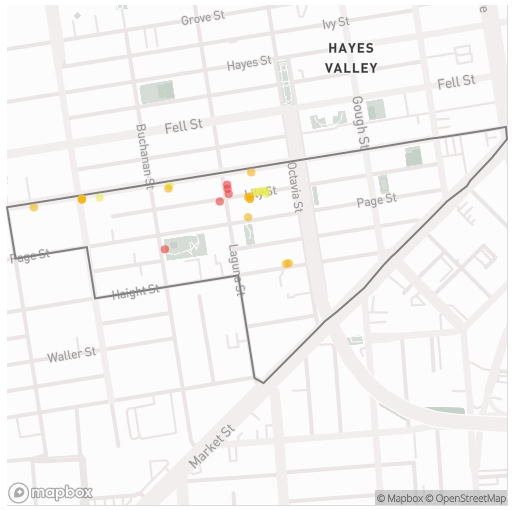 Grove St
Ivy St
HAYES
VALLEY
Hayes St
Fell St
Gough St
Fell St
Buchanan St
Octavia St
Lily St
Page St
Page St
Laguna St
Haight St
Waller St
Market St
mapbox
© Mapbox © OpenStreetMap